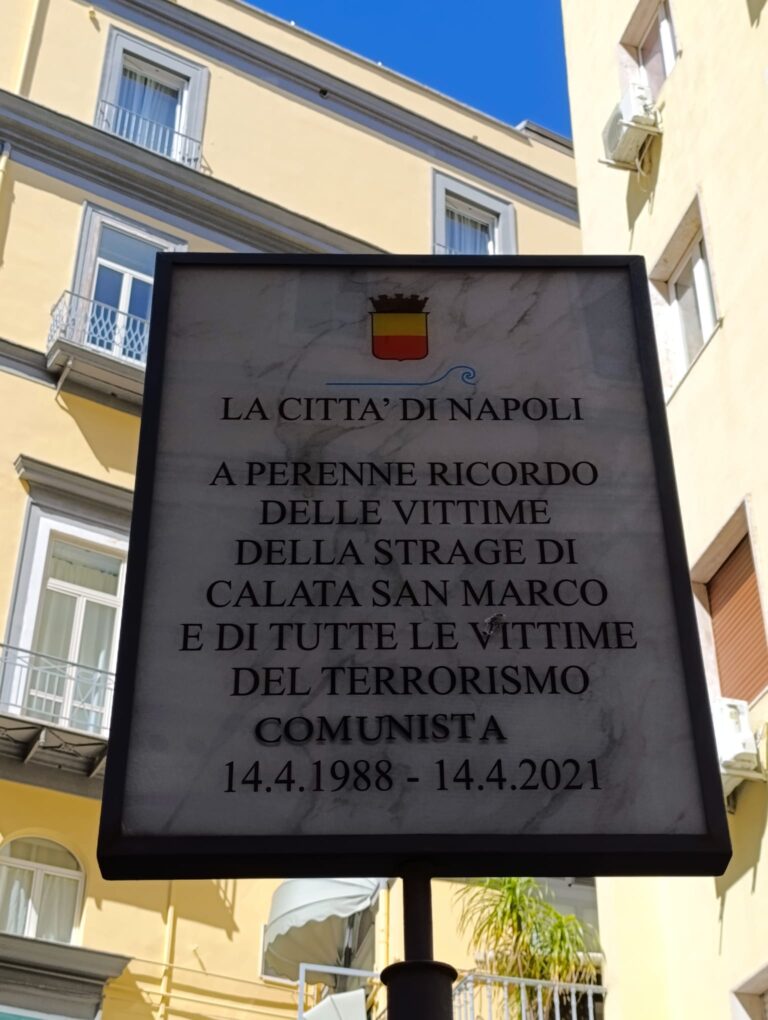 LA CITTA' DI NAPOLI
A PERENNE RICORDO
DELLE VITTIME
DELLA STRAGE DI
CALATA SAN MARCO
E DI TUTTE LE VITTIME
DEL TERRORISMO
COMUNISTA
14.4.1988 - 14.4.2021